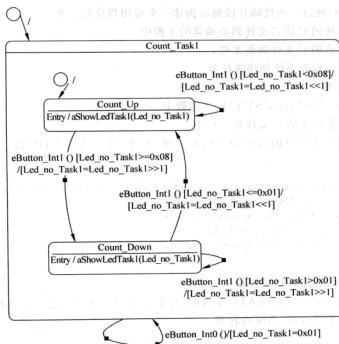 Count_Task1
/
/
eButton_Int1 () [Led_no_Task1<0x08]/
[Led_no_Task1=Led_no_Task1<<1]
Count_Up
Entry / aShowLedTask1(Led_no_Task1)
eButton_Int1 () [Led_no_Task1>=0x08]
/[Led_no_Task1=Led_no_Task1>>1]
eButton_Int1 () [Led_no_Task1<=0x01]/
[Led_no_Task1=Led_no_Task1<<1]
Count_Down
Entry / aShowLedTask1(Led_no_Task1)
eButton_Int1 () [Led_no_Task1>0x01]
/[Led_no_Task1=Led_no_Task1>>1]
eButton_Int0 ()/[Led_no_Task1=0x01]